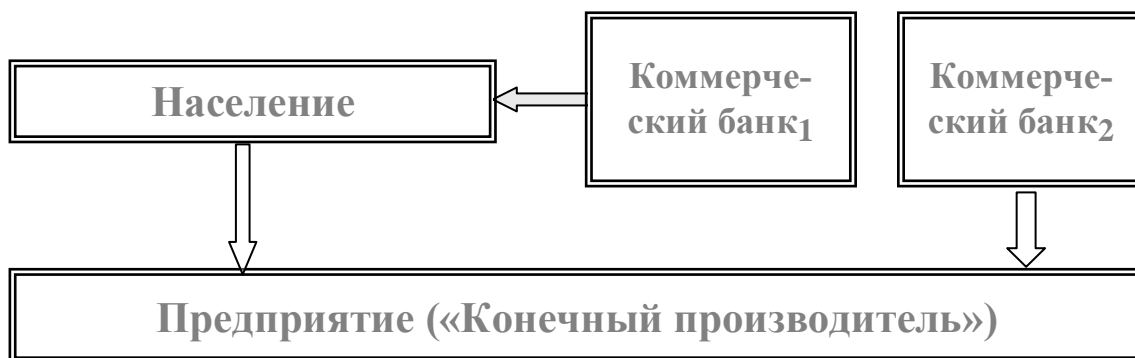 Население
Коммерче-
ский банк1
Коммерче-
ский банк2
Предприятие («Конечный производитель»)